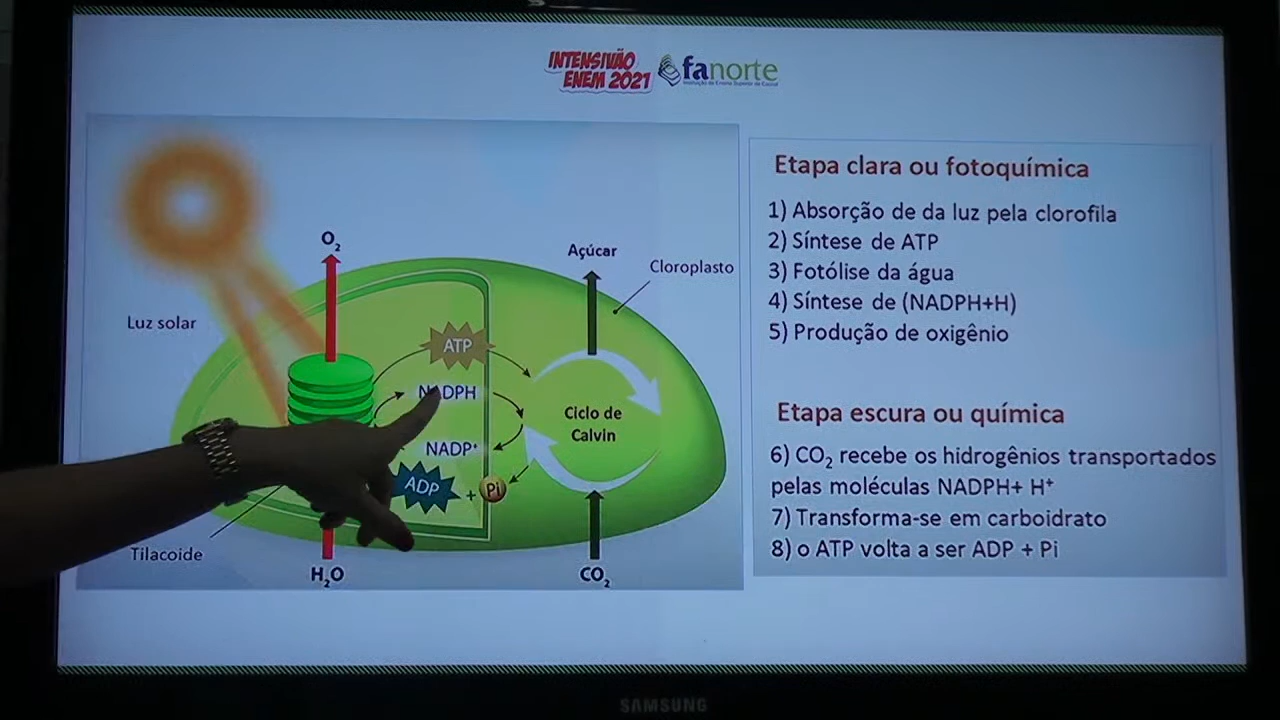 INTENSIVÃO
ENEM 2021
fanorte
Etapa clara ou fotoquímica
1) Absorção de da luz pela clorofila
2) Síntese de ATP
3) Fotólise da água
4) Síntese de (NADPH+H)
5) Produção de oxigênio
Etapa escura ou química
6) CO₂ recebe os hidrogênios transportados
pelas moléculas NADPH+ H⁺
7) Transforma-se em carboidrato
8) o ATP volta a ser ADP + Pi
O₂
Açúcar
Cloroplasto
Luz solar
ATP
NADPH
Ciclo de
Calvin
NADP⁺
ADP
+ Pi
Tilacoide
H₂O
CO₂
SAMSUNG